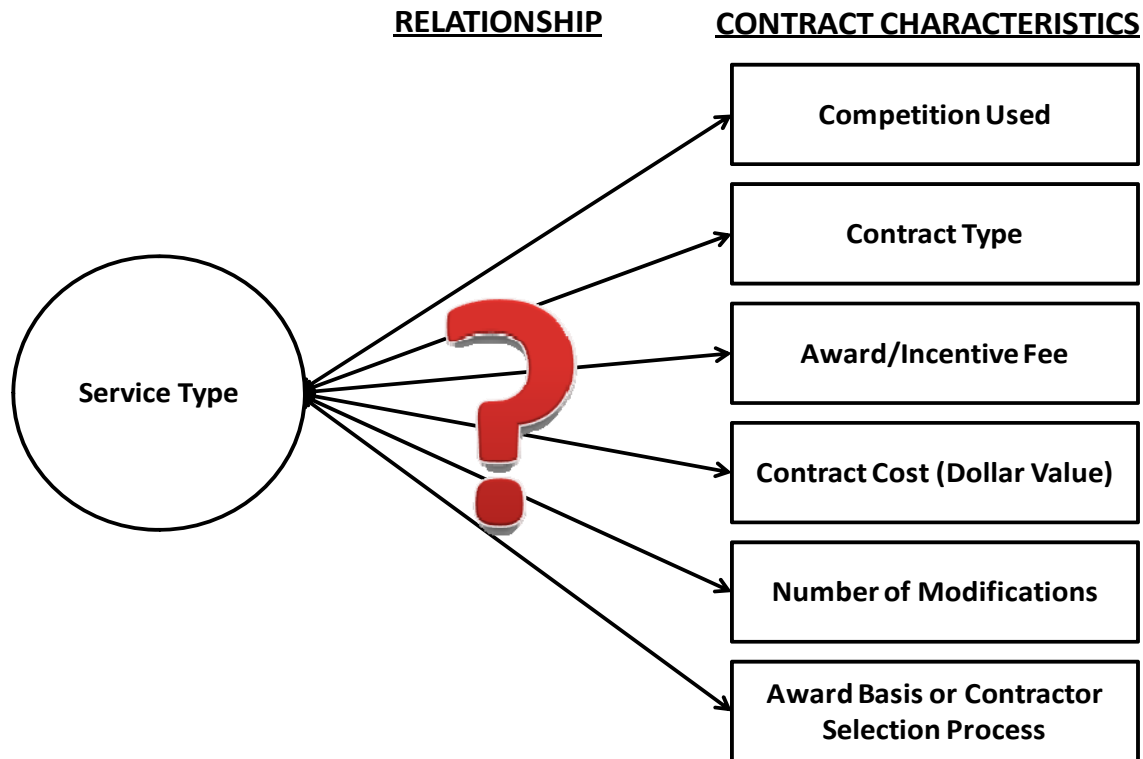 RELATIONSHIP
CONTRACT CHARACTERISTICS
Competition Used
Contract Type
Award/Incentive Fee
Service Type
Contract Cost (Dollar Value)
Number of Modifications
Award Basis or Contractor
Selection Process
?